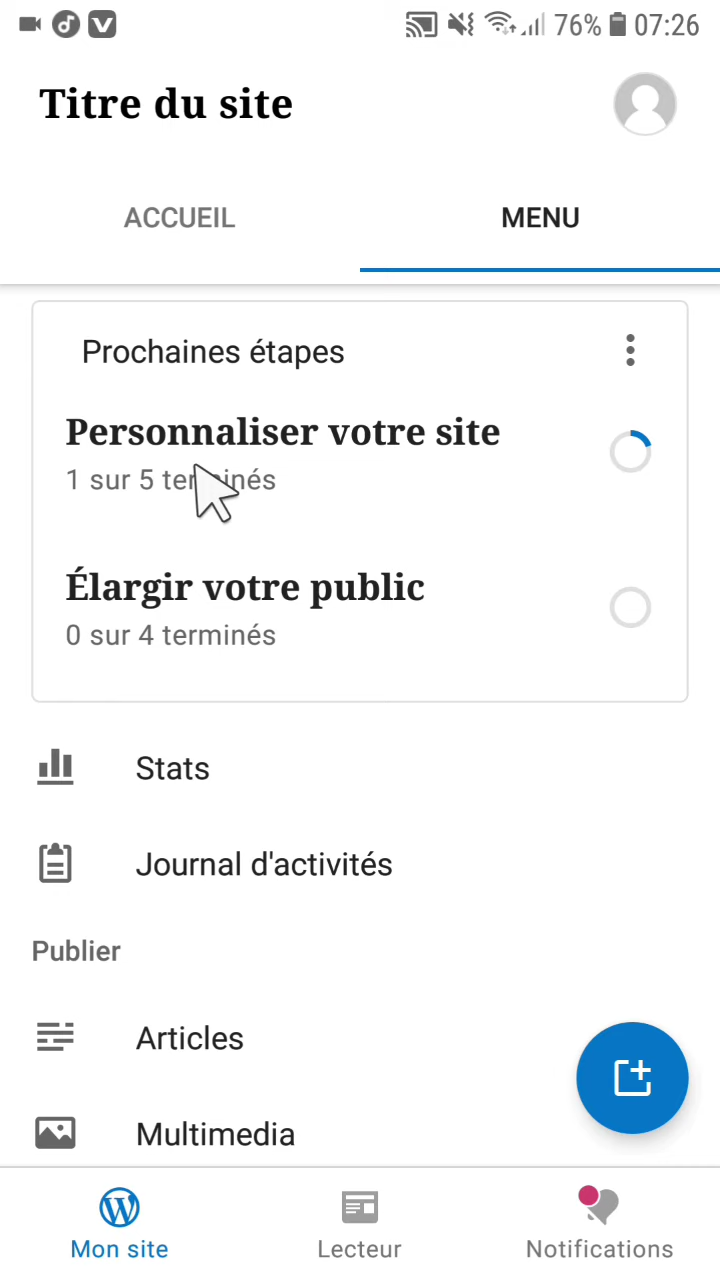 76% 07:26
Titre du site
ACCUEIL MENU
Prochaines étapes
Personnaliser votre site
1 sur 5 terminés
Élargir votre public
0 sur 4 terminés
Stats
Journal d'activités
Publier
Articles
Multimedia
Mon site Lecteur Notifications